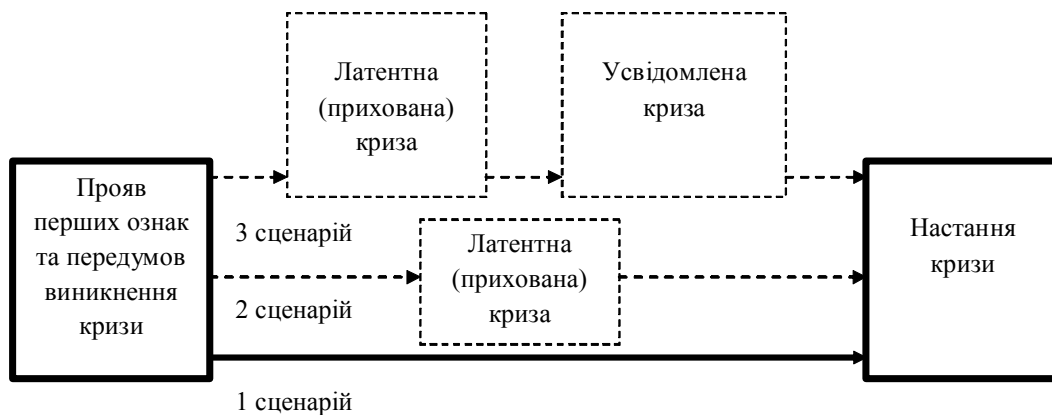 Латентна
(прихована)
криза
Усвідомлена
криза
Прояв
перших ознак
та передумов
виникнення
кризи
3 сценарій
Латентна
(прихована)
криза
2 сценарій
1 сценарій
Настання
кризи